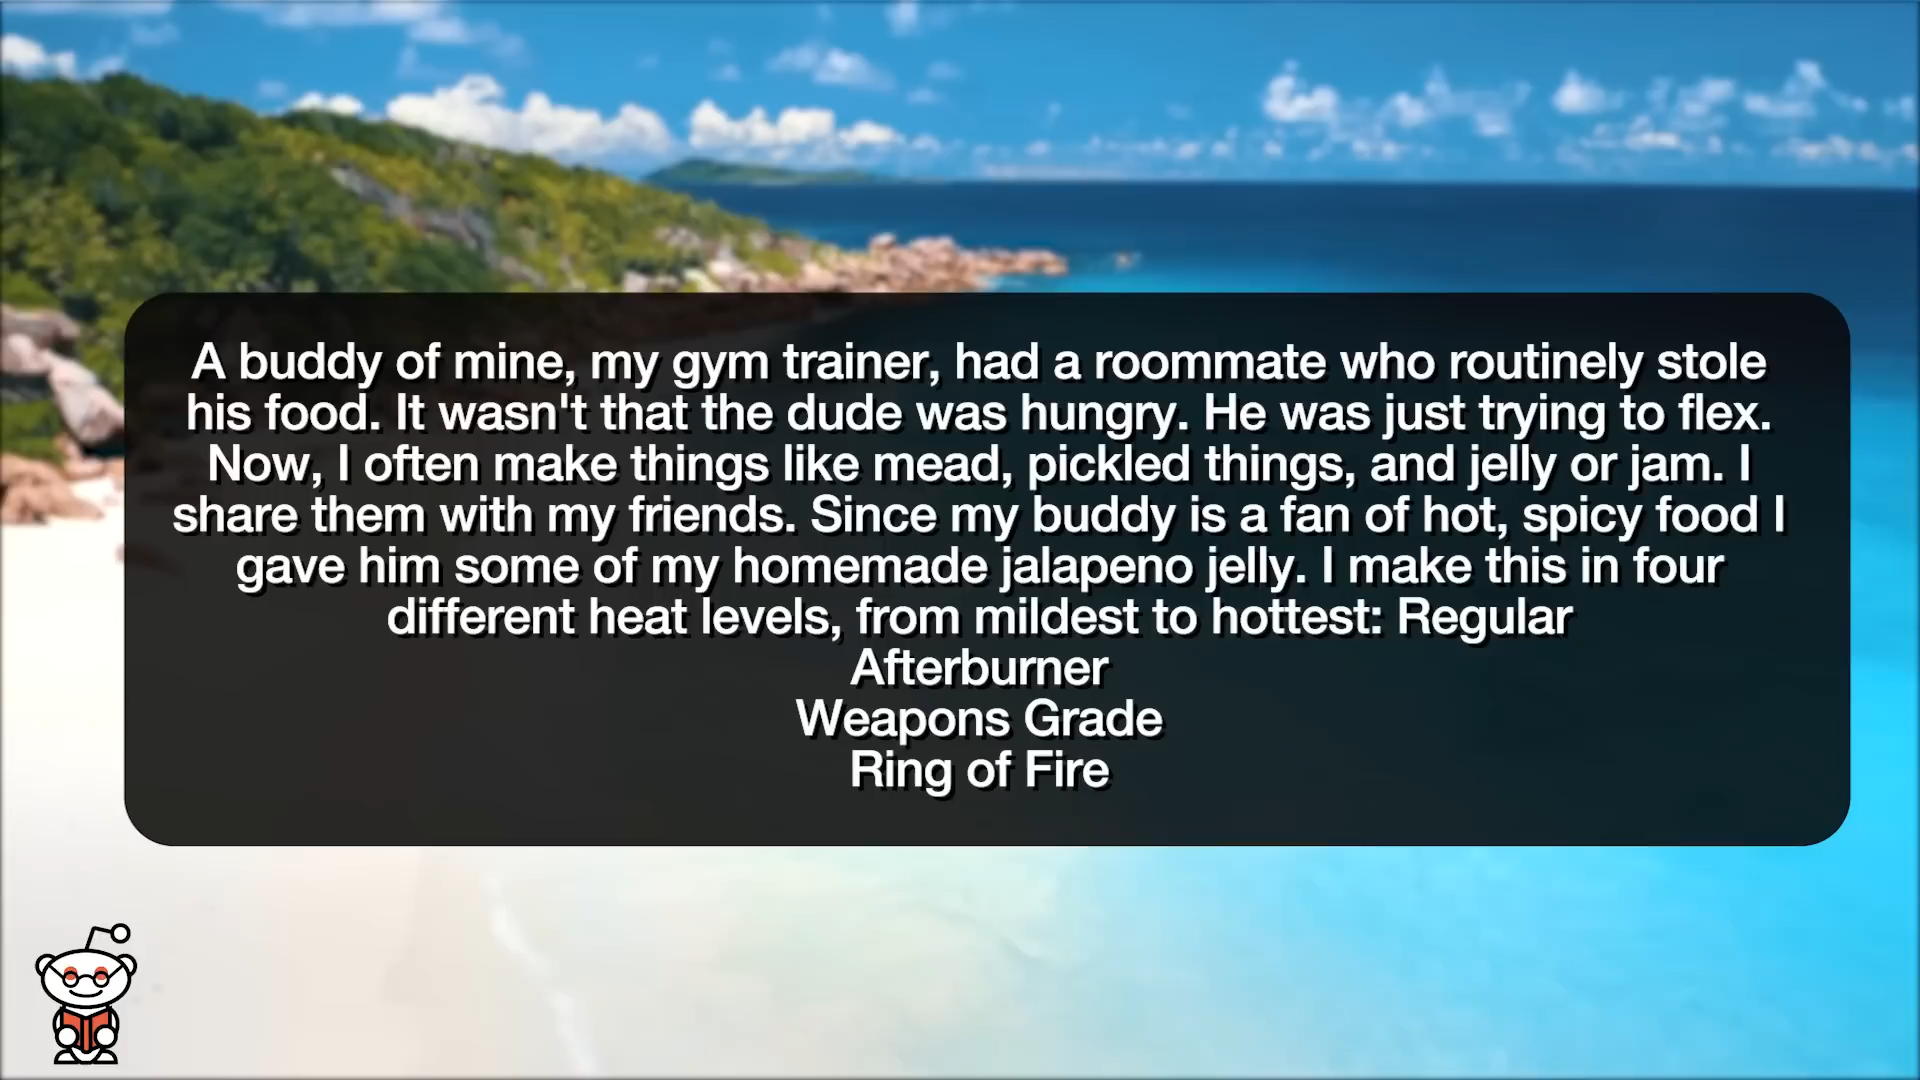 A buddy of mine, my gym trainer, had a roommate who routinely stole
his food. It wasn't that the dude was hungry. He was just trying to flex.
Now, I often make things like mead, pickled things, and jelly or jam. I
share them with my friends. Since my buddy is a fan of hot, spicy food I
gave him some of my homemade jalapeno jelly. I make this in four
different heat levels, from mildest to hottest: Regular
Afterburner
Weapons Grade
Ring of Fire